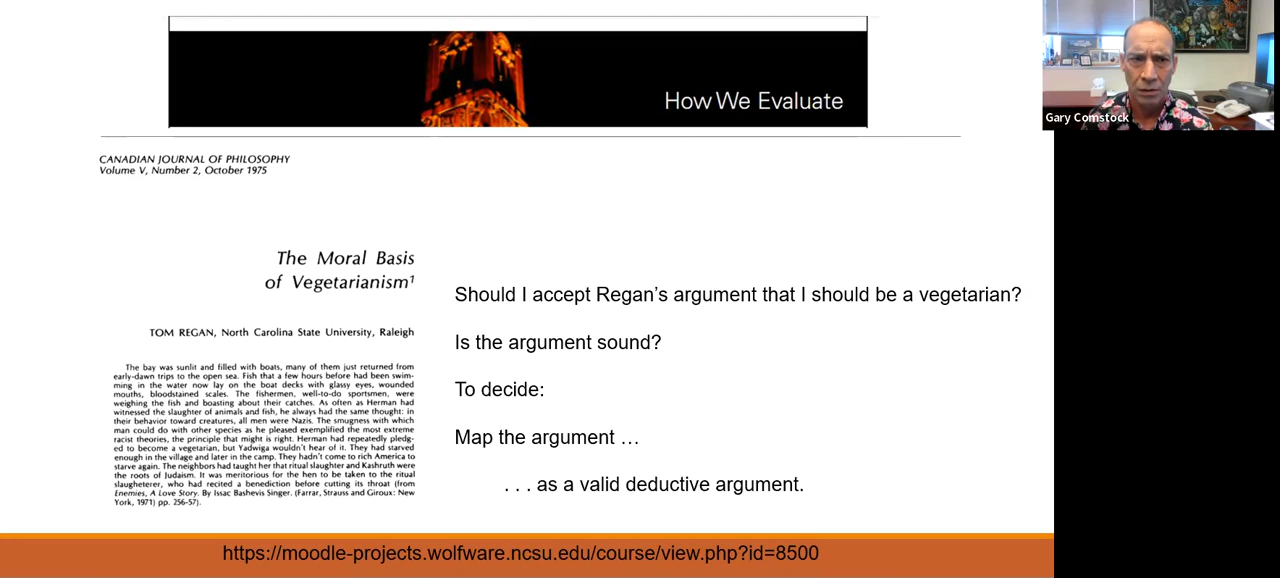 How We Evaluate
Gary Comstock
CANADIAN JOURNAL OF PHILOSOPHY
Volume V, Number 2, October 1975
The Moral Basis
of Vegetarianism¹
TOM REGAN, North Carolina State University, Raleigh
The bay was sunlit and filled with boats, many of them just returned from
early-dawn trips to the open sea. Fish that a few hours before had been swim-
ming in the water now lay on the boat decks with glassy eyes, wounded
mouths, bloodstained scales. The fishermen, well-to-do sportsmen, were
weighing the fish and boasting about their catches. As often as Herman had
witnessed the slaughter of animals and fish, he always had the same thought: in
their behavior toward creatures, all men were Nazis. The smugness with which
man could do with other species as he pleased exemplified the most extreme
racist theories, the principle that might is right. Herman had repeatedly pledg-
ed to become a vegetarian, but Yadwiga wouldn't hear of it. They had starved
enough in the village and later in the camp. They hadn't come to rich America to
starve again. The neighbors had taught her that ritual slaughter and Kashruth were
the roots of Judaism. It was meritorious for the hen to be taken to the ritual
slaugheterer, who had recited a benediction before cutting its throat (from
Enemies, A Love Story. By Issac Bashevis Singer. (Farrar, Strauss and Giroux: New
York, 1971) pp. 256-57).
Should I accept Regan's argument that I should be a vegetarian?
Is the argument sound?
To decide:
Map the argument …
. . . as a valid deductive argument.
https://moodle-projects.wolfware.ncsu.edu/course/view.php?id=8500